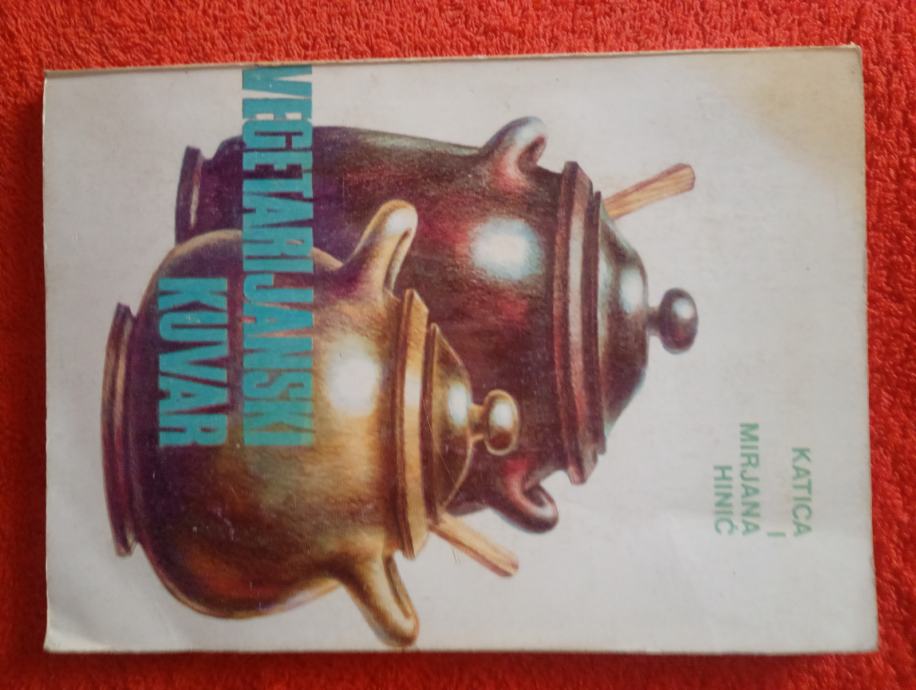 KATICA
I
MIRJANA
HINIĆ
VEGETARIJANSKI
KUVAR